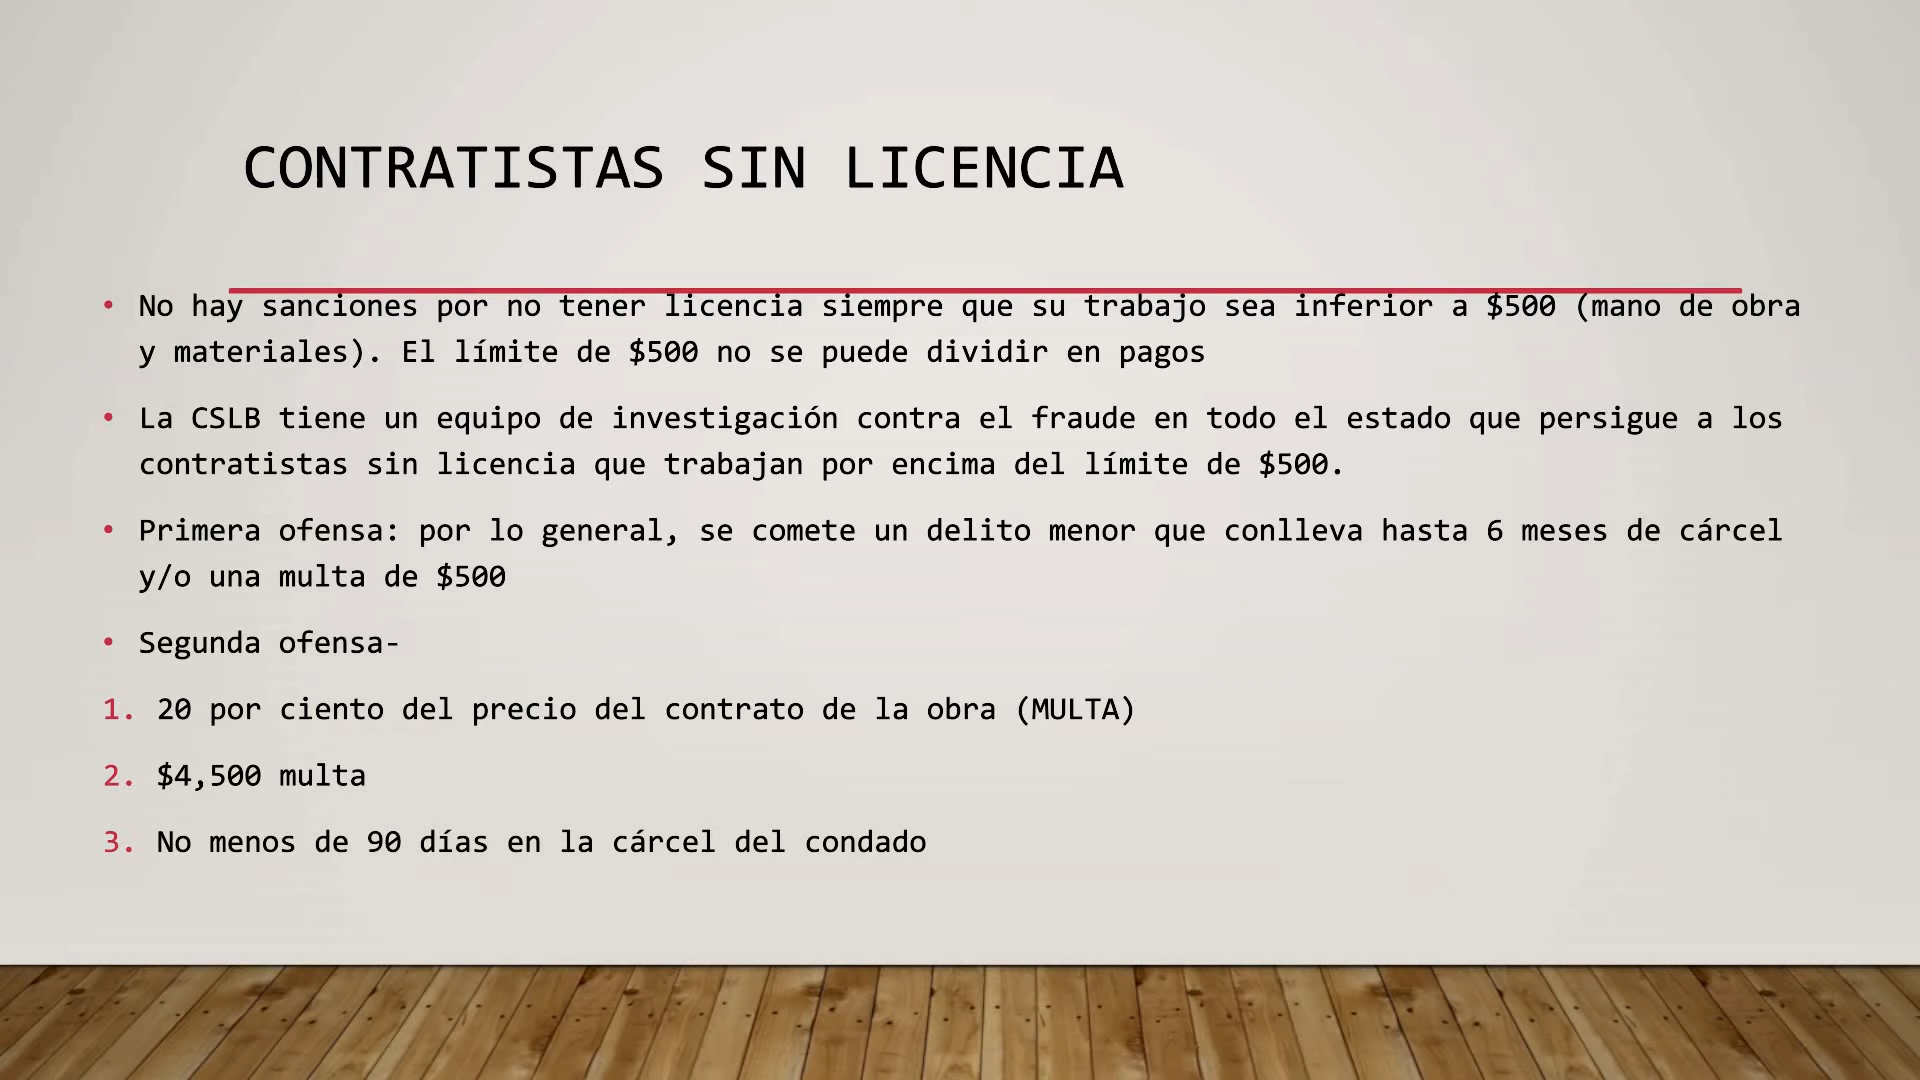 CONTRATISTAS SIN LICENCIA
• No hay sanciones por no tener licencia siempre que su trabajo sea inferior a $500 (mano de obra
y materiales). El límite de $500 no se puede dividir en pagos
• La CSLB tiene un equipo de investigación contra el fraude en todo el estado que persigue a los
contratistas sin licencia que trabajan por encima del límite de $500.
• Primera ofensa: por lo general, se comete un delito menor que conlleva hasta 6 meses de cárcel
y/o una multa de $500
• Segunda ofensa-
1. 20 por ciento del precio del contrato de la obra (MULTA)
2. $4,500 multa
3. No menos de 90 días en la cárcel del condado